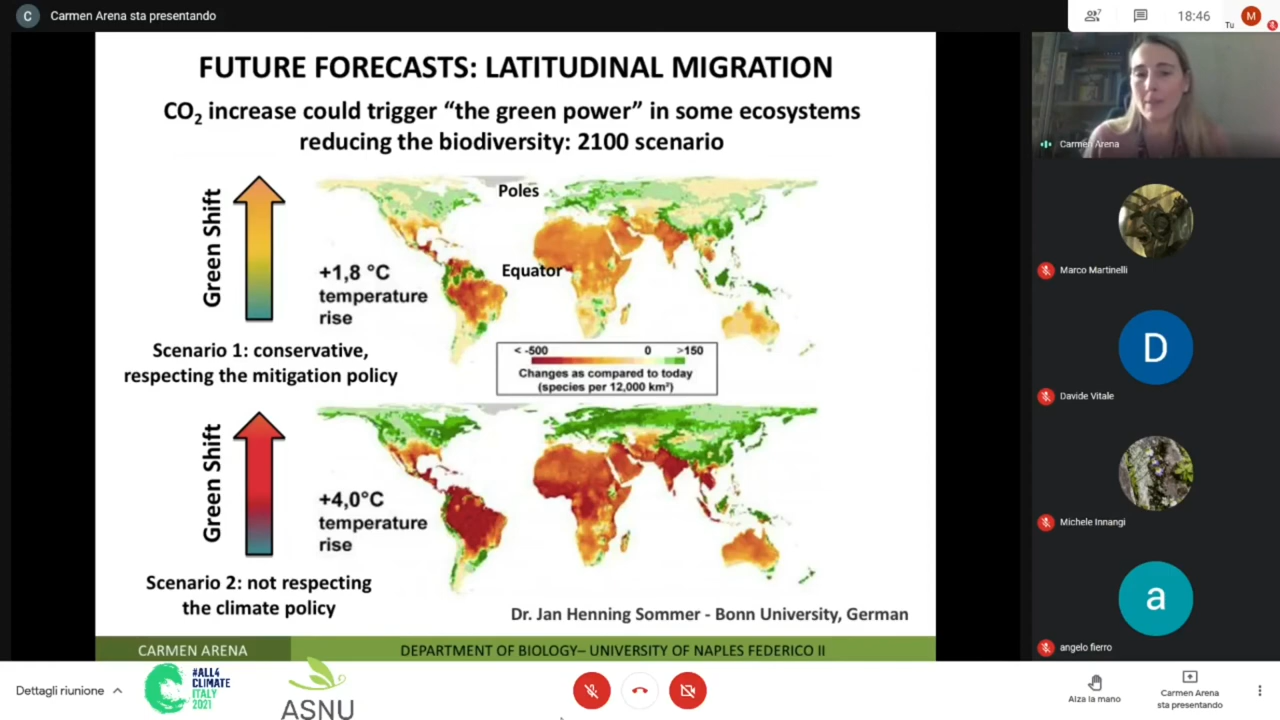 C
Carmen Arena sta presentando
7
18:46
Tu
M
FUTURE FORECASTS: LATITUDINAL MIGRATION
CO₂ increase could trigger “the green power” in some ecosystems
reducing the biodiversity: 2100 scenario
Green Shift
Poles
Equator
+1,8 °C
temperature
rise
Scenario 1: conservative,
respecting the mitigation policy
< -500 0 >150
Changes as compared to today
(species per 12,000 km²)
Green Shift
+4,0°C
temperature
rise
Scenario 2: not respecting
the climate policy
Dr. Jan Henning Sommer - Bonn University, German
CARMEN ARENA
DEPARTMENT OF BIOLOGY– UNIVERSITY OF NAPLES FEDERICO II
Carmen Arena
Marco Martinelli
D
Davide Vitale
Michele Innangi
a
angelo fierro
Dettagli riunione
#ALL4
CLIMATE
ITALY
2021
ASNU
Alza la mano
Carmen Arena
sta presentando